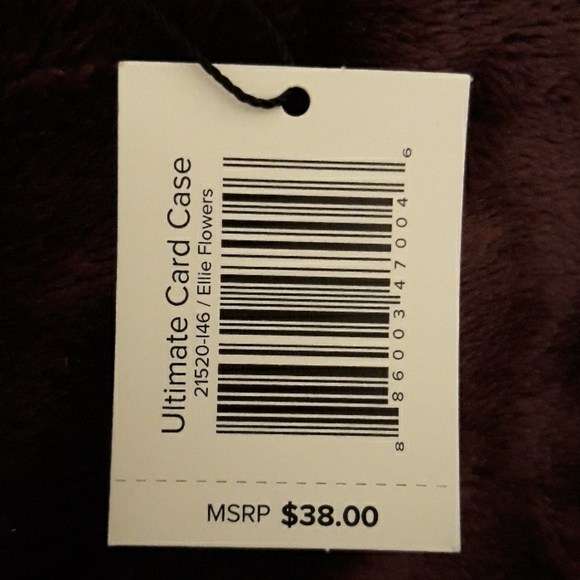 Ultimate Card Case
21520-I46 / Ellie Flowers
8 86003 47004 6
MSRP $38.00